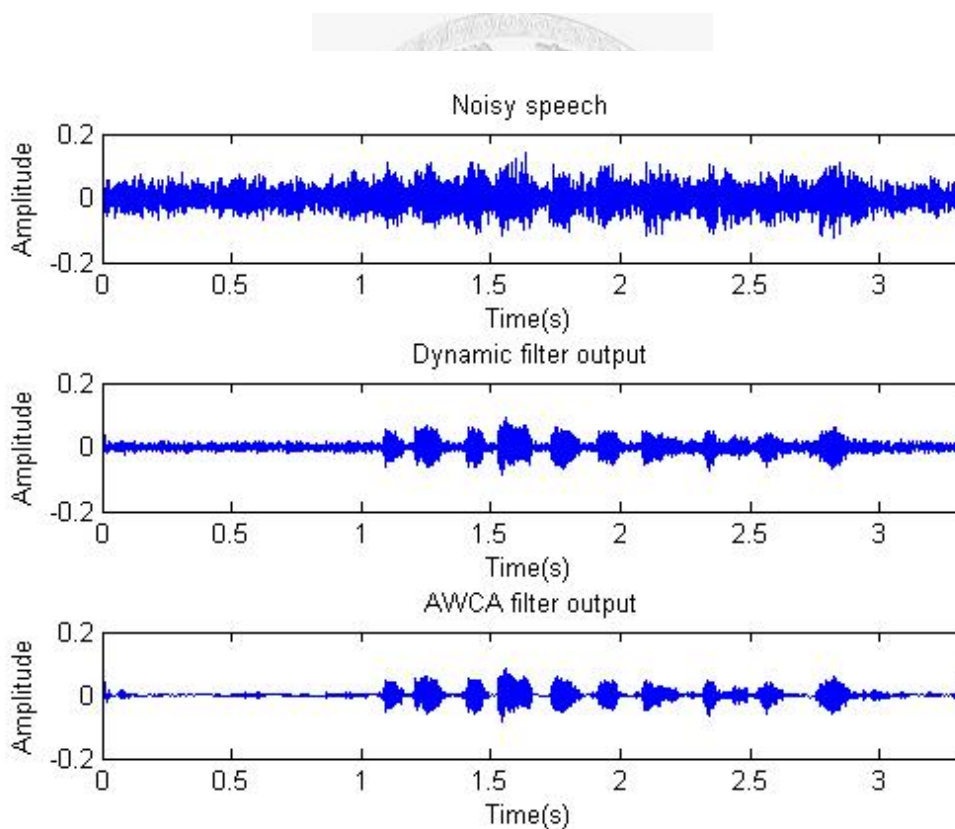 Noisy speech
0.2
0
-0.2
Amplitude
0 0.5 1 1.5 2 2.5 3
Time(s)
Dynamic filter output
0.2
0
-0.2
Amplitude
0 0.5 1 1.5 2 2.5 3
Time(s)
AWCA filter output
0.2
0
-0.2
Amplitude
0 0.5 1 1.5 2 2.5 3
Time(s)